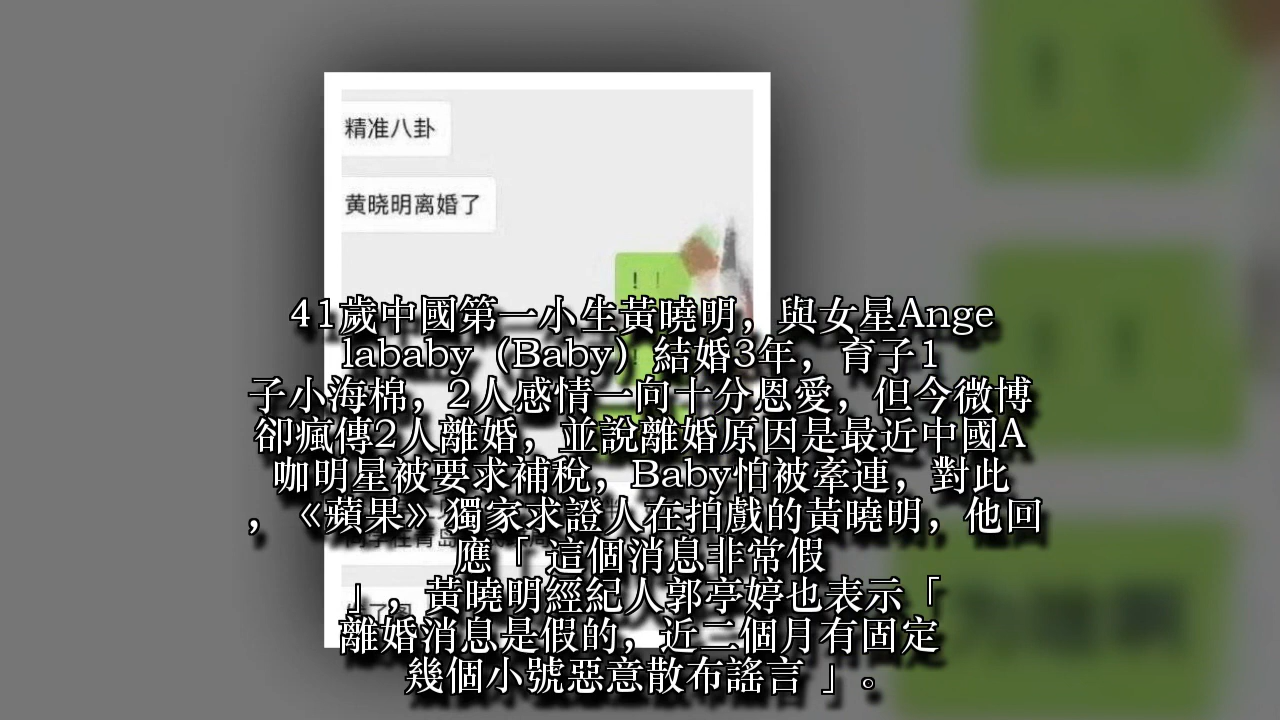 精准八卦
黄晓明离婚了
！！
41歲中國第一小生黃曉明，與女星Ange
lababy（Baby）結婚3年，育子1
子小海棉，2人感情一向十分恩愛，但今微博
卻瘋傳2人離婚，並說離婚原因是最近中國A
咖明星被要求補稅，Baby怕被牽連，對此
，《蘋果》獨家求證人在拍戲的黃曉明，他回
應「 這個消息非常假
」，黃曉明經紀人郭亭婷也表示「
離婚消息是假的，近二個月有固定
幾個小號惡意散布謠言 」。